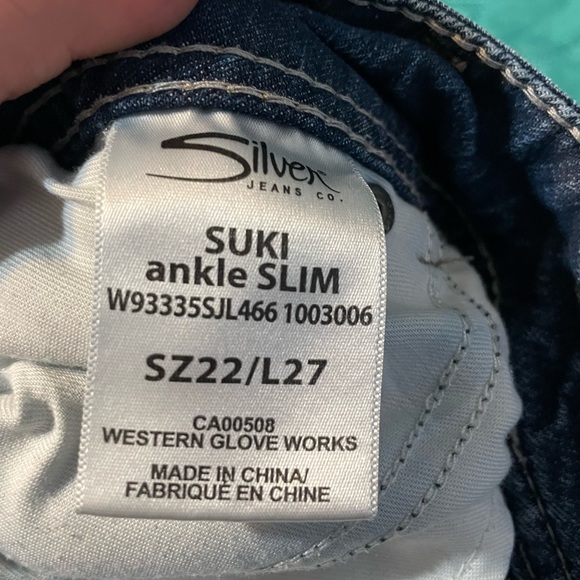 Silver
JEANS CO.
SUKI
ankle SLIM
W93335SJL466 1003006
SZ22/L27
CA00508
WESTERN GLOVE WORKS
MADE IN CHINA/
FABRIQUÉ EN CHINE